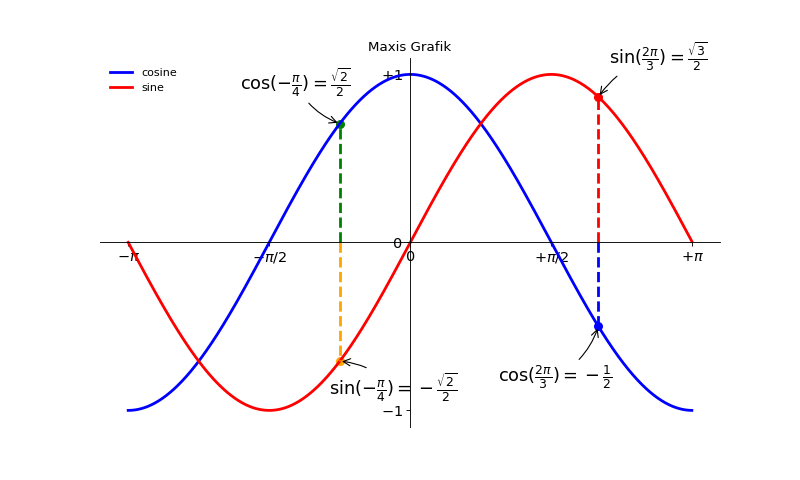 Maxis Grafik
cosine
sine
+1
cos(−π/4) = √2/2
sin(2π/3) = √3/2
0
−π
−π/2
0
+π/2
+π
sin(−π/4) = −√2/2
cos(2π/3) = −1/2
−1